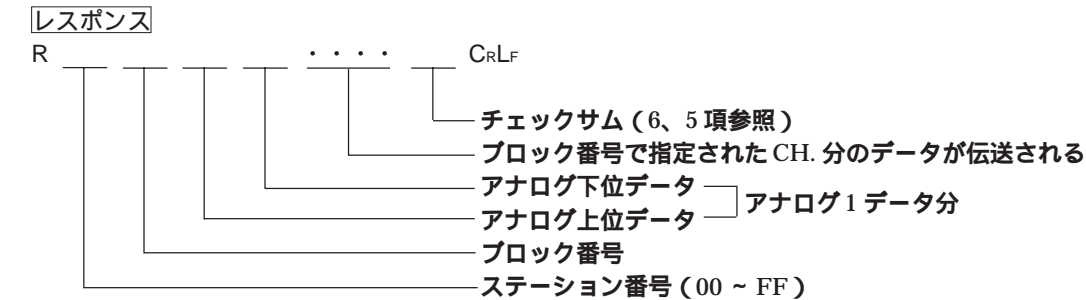 レスポンス
R ・・・・ CRLF
チェックサム ( 6、5 項参照 )
ブロック番号で指定された CH. 分のデータが伝送される
アナログ下位データ
アナログ 1 データ分
アナログ上位データ
ブロック番号
ステーション番号 ( 00 ~ FF )